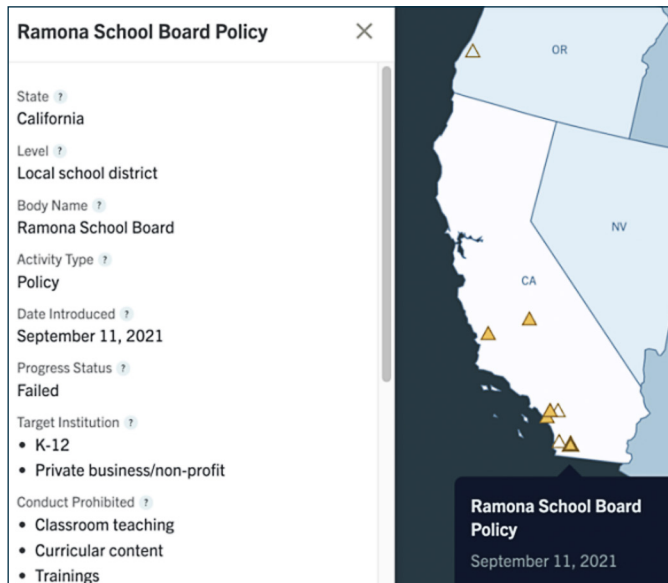 Ramona School Board Policy ×
State ?
California
Level ?
Local school district
Body Name ?
Ramona School Board
Activity Type ?
Policy
Date Introduced ?
September 11, 2021
Progress Status ?
Failed
Target Institution ?
• K-12
• Private business/non-profit
Conduct Prohibited ?
• Classroom teaching
• Curricular content
• Trainings
OR
NV
CA
Ramona School Board
Policy
September 11, 2021